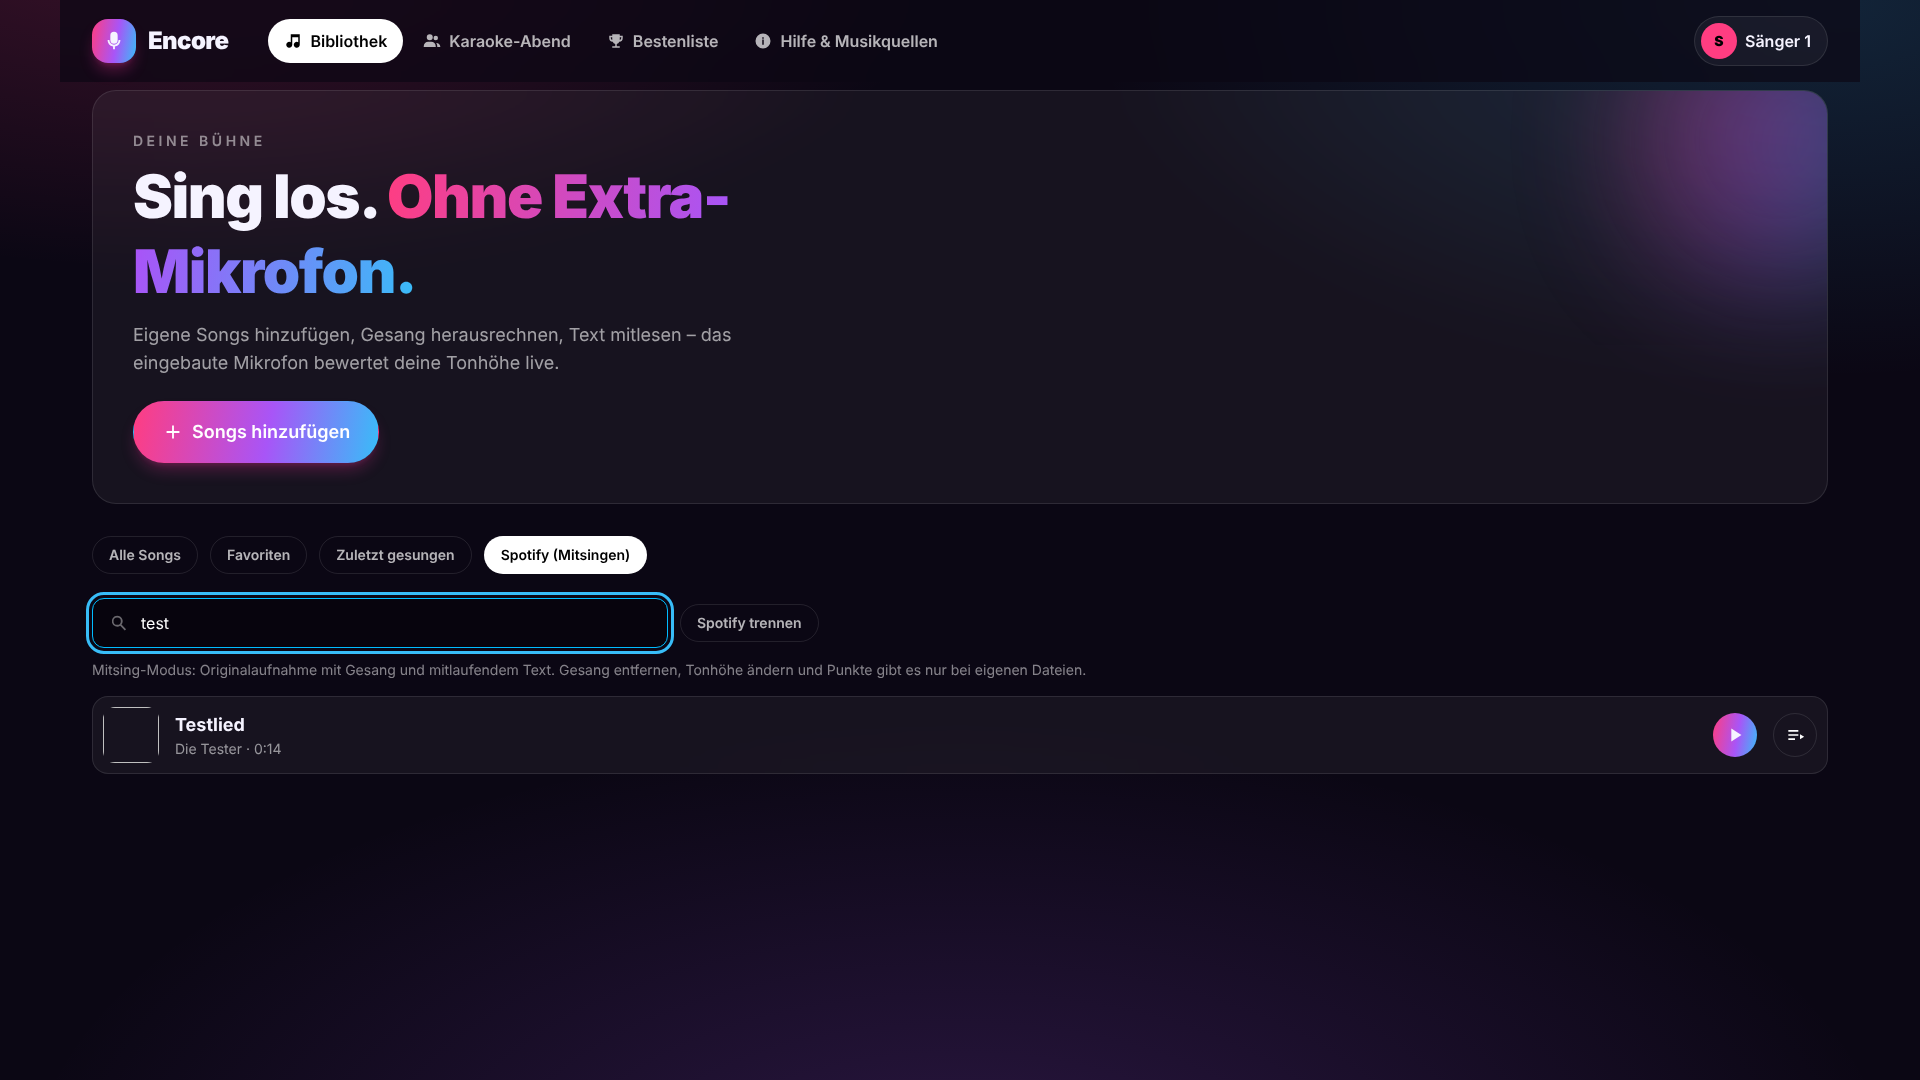 Encore
Bibliothek
Karaoke-Abend
Bestenliste
Hilfe & Musikquellen
S
Sänger 1
DEINE BÜHNE
Sing los. Ohne Extra-
Mikrofon.
Eigene Songs hinzufügen, Gesang herausrechnen, Text mitlesen – das
eingebaute Mikrofon bewertet deine Tonhöhe live.
Songs hinzufügen
Alle Songs
Favoriten
Zuletzt gesungen
Spotify (Mitsingen)
test
Spotify trennen
Mitsing-Modus: Originalaufnahme mit Gesang und mitlaufendem Text. Gesang entfernen, Tonhöhe ändern und Punkte gibt es nur bei eigenen Dateien.
Testlied
Die Tester · 0:14